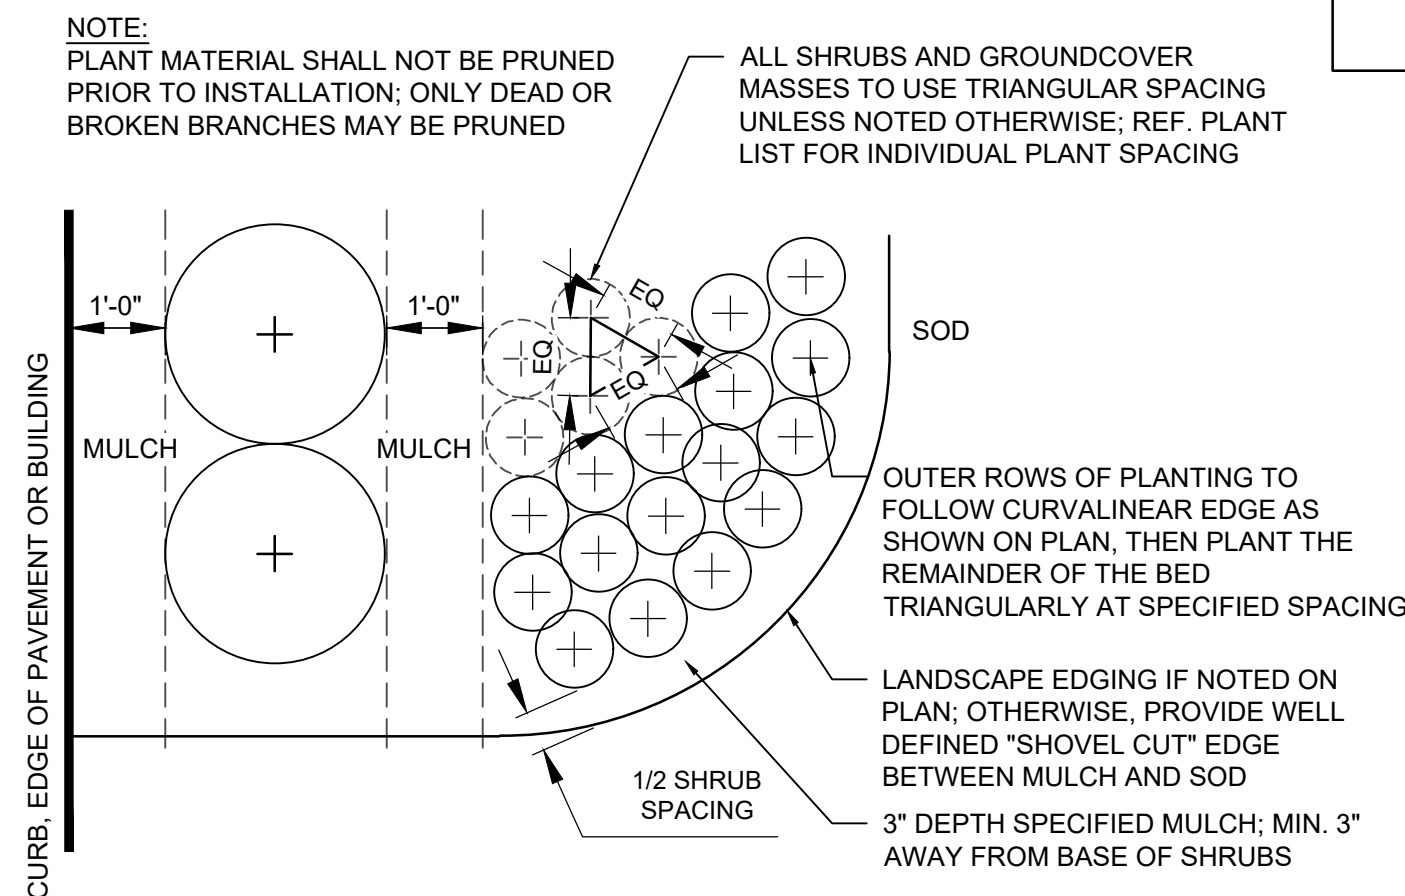 NOTE:
PLANT MATERIAL SHALL NOT BE PRUNED
PRIOR TO INSTALLATION; ONLY DEAD OR
BROKEN BRANCHES MAY BE PRUNED
ALL SHRUBS AND GROUNDCOVER
MASSES TO USE TRIANGULAR SPACING
UNLESS NOTED OTHERWISE; REF. PLANT
LIST FOR INDIVIDUAL PLANT SPACING
1'-0"
1'-0"
EQ
EQ
EQ
SOD
MULCH
MULCH
CURB, EDGE OF PAVEMENT OR BUILDING
OUTER ROWS OF PLANTING TO
FOLLOW CURVALINEAR EDGE AS
SHOWN ON PLAN, THEN PLANT THE
REMAINDER OF THE BED
TRIANGULARLY AT SPECIFIED SPACING
LANDSCAPE EDGING IF NOTED ON
PLAN; OTHERWISE, PROVIDE WELL
DEFINED "SHOVEL CUT" EDGE
BETWEEN MULCH AND SOD
1/2 SHRUB
SPACING
3" DEPTH SPECIFIED MULCH; MIN. 3"
AWAY FROM BASE OF SHRUBS